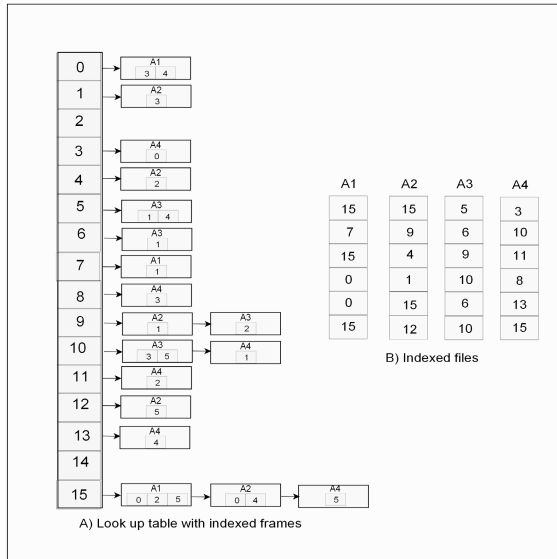 0
A1
3 4
1
A2
3
2
3
A4
0
4
A2
2
5
A3
1 4
6
A3
1
7
A1
1
8
A4
3
9
A2
1
A3
2
10
A3
3 5
A4
1
11
A4
2
12
A2
5
13
A4
4
14
15
A1
0 2 5
A2
0 4
A4
5
A) Look up table with indexed frames
A1 A2 A3 A4
15 15 5 3
7 9 6 10
15 4 9 11
0 1 10 8
0 15 6 13
15 12 10 15
B) Indexed files